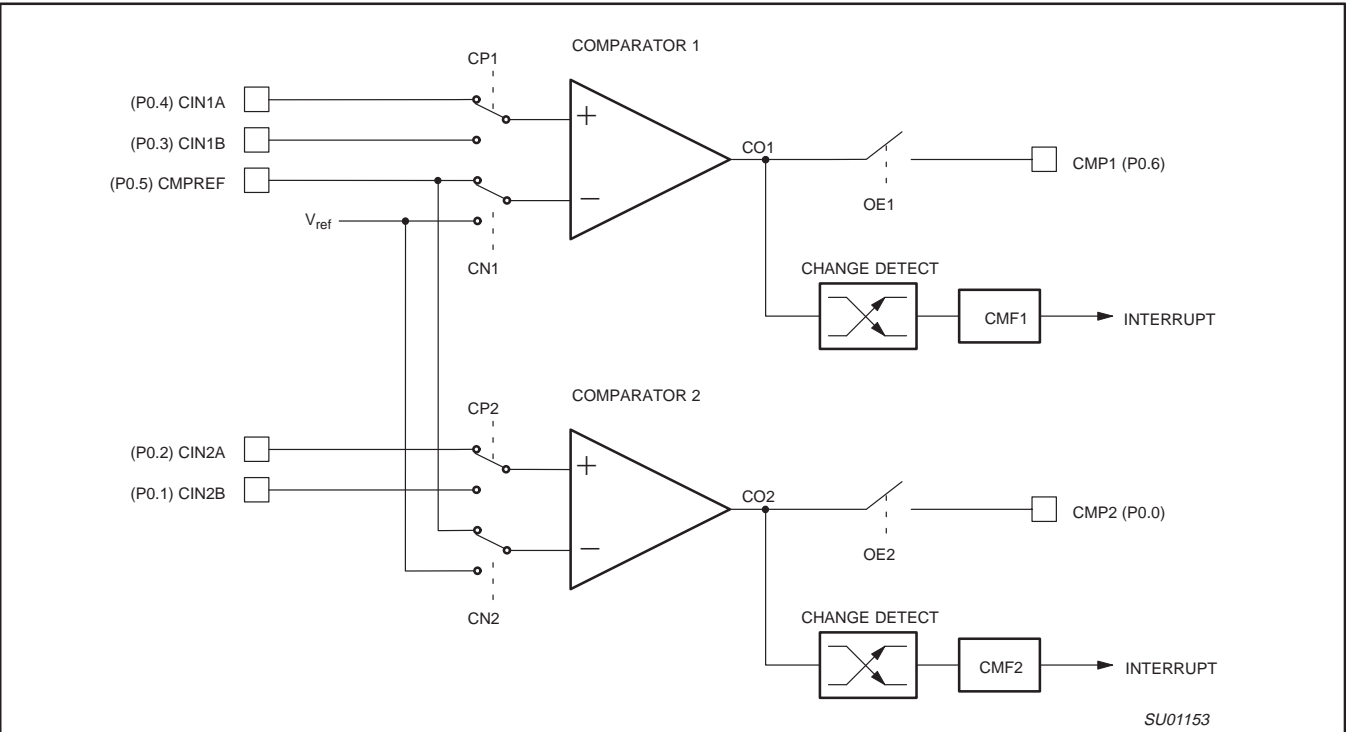 COMPARATOR 1
CP1
(P0.4) CIN1A
(P0.3) CIN1B
(P0.5) CMPREF
Vref
CN1
+
−
CO1
OE1
CMP1 (P0.6)
CHANGE DETECT
CMF1
INTERRUPT
COMPARATOR 2
CP2
(P0.2) CIN2A
(P0.1) CIN2B
CN2
+
−
CO2
OE2
CMP2 (P0.0)
CHANGE DETECT
CMF2
INTERRUPT
SU01153